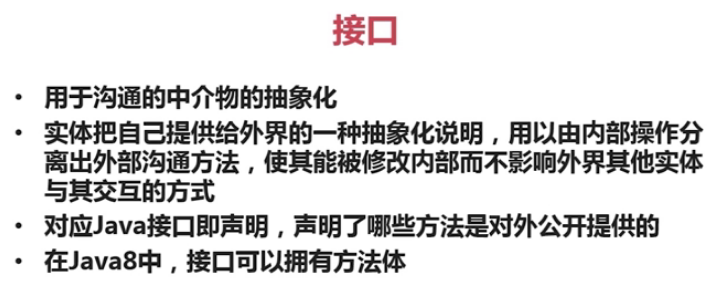 接口
• 用于沟通的中介物的抽象化
• 实体把自己提供给外界的一种抽象化说明，用以由内部操作分
离出外部沟通方法，使其能被修改内部而不影响外界其他实体
与其交互的方式
• 对应Java接口即声明，声明了哪些方法是对外公开提供的
• 在Java8中，接口可以拥有方法体